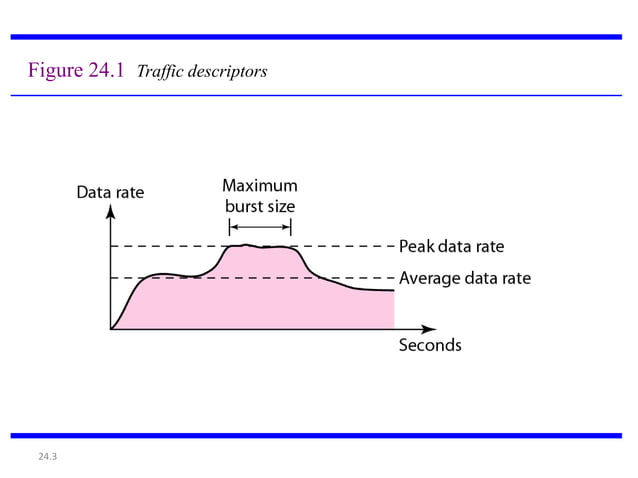 Figure 24.1 Traffic descriptors
Data rate
Maximum
burst size
Peak data rate
Average data rate
Seconds
24.3